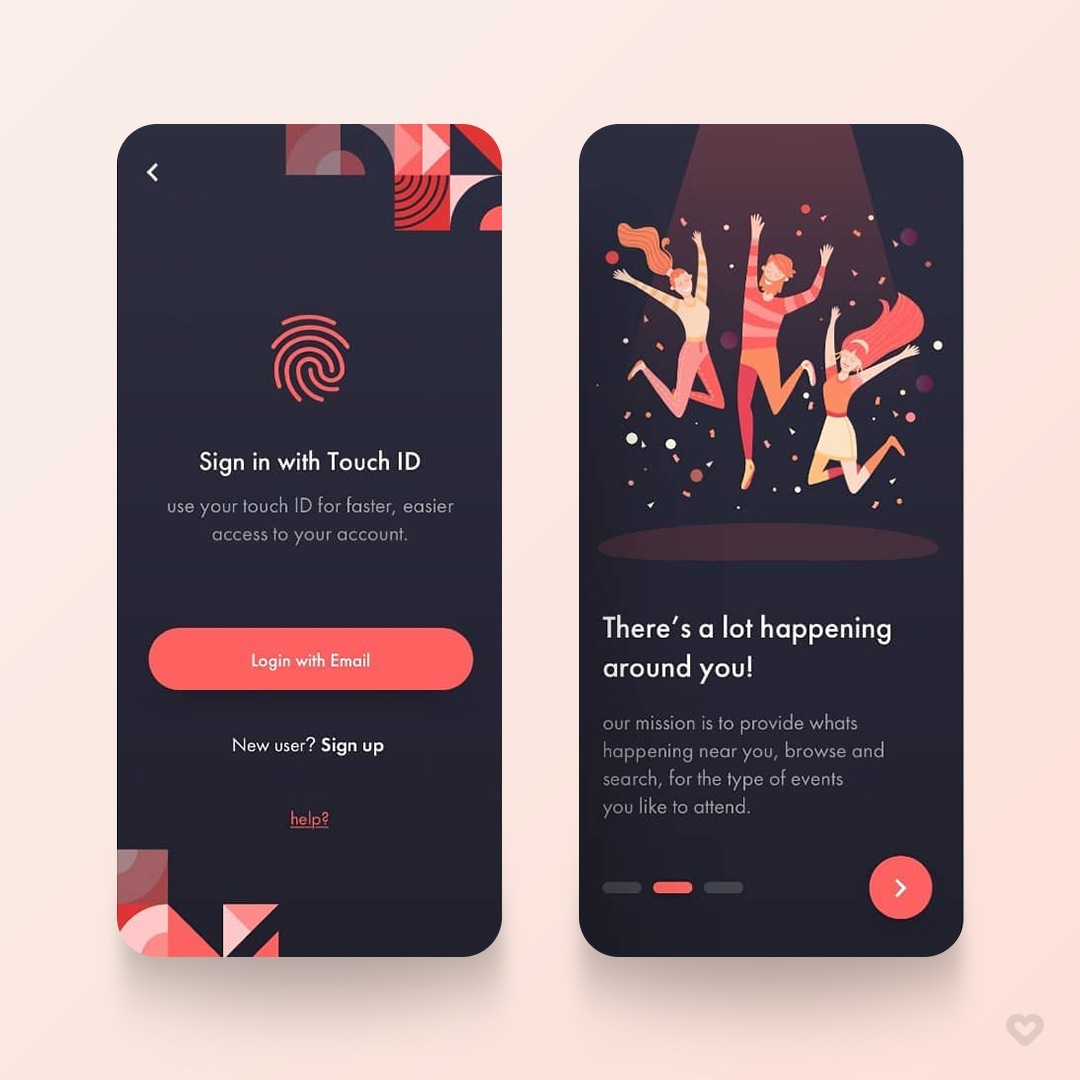 Sign in with Touch ID
use your touch ID for faster, easier
access to your account.
Login with Email
New user? Sign up
help?
There’s a lot happening
around you!
our mission is to provide whats
happening near you, browse and
search, for the type of events
you like to attend.